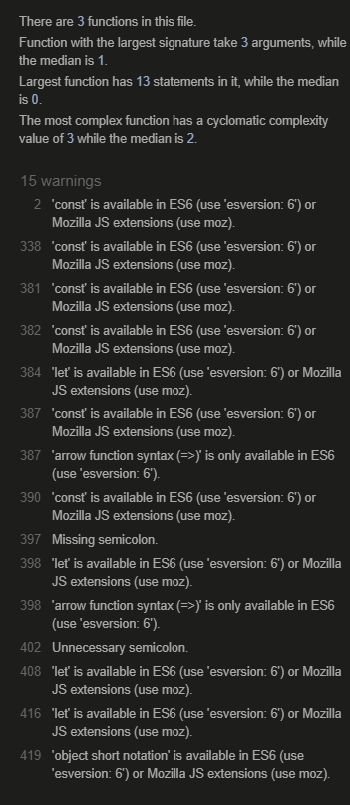 There are 3 functions in this file.
Function with the largest signature take 3 arguments, while
the median is 1.
Largest function has 13 statements in it, while the median
is 0.
The most complex function has a cyclomatic complexity
value of 3 while the median is 2.
15 warnings
2 'const' is available in ES6 (use 'esversion: 6') or
Mozilla JS extensions (use moz).
338 'const' is available in ES6 (use 'esversion: 6') or
Mozilla JS extensions (use moz).
381 'const' is available in ES6 (use 'esversion: 6') or
Mozilla JS extensions (use moz).
382 'const' is available in ES6 (use 'esversion: 6') or
Mozilla JS extensions (use moz).
384 'let' is available in ES6 (use 'esversion: 6') or Mozilla
JS extensions (use moz).
387 'const' is available in ES6 (use 'esversion: 6') or
Mozilla JS extensions (use moz).
387 'arrow function syntax (=>)' is only available in ES6
(use 'esversion: 6').
390 'const' is available in ES6 (use 'esversion: 6') or
Mozilla JS extensions (use moz).
397 Missing semicolon.
398 'let' is available in ES6 (use 'esversion: 6') or Mozilla
JS extensions (use moz).
398 'arrow function syntax (=>)' is only available in ES6
(use 'esversion: 6').
402 Unnecessary semicolon.
408 'let' is available in ES6 (use 'esversion: 6') or Mozilla
JS extensions (use moz).
416 'let' is available in ES6 (use 'esversion: 6') or Mozilla
JS extensions (use moz).
419 'object short notation' is available in ES6 (use
'esversion: 6') or Mozilla JS extensions (use moz).